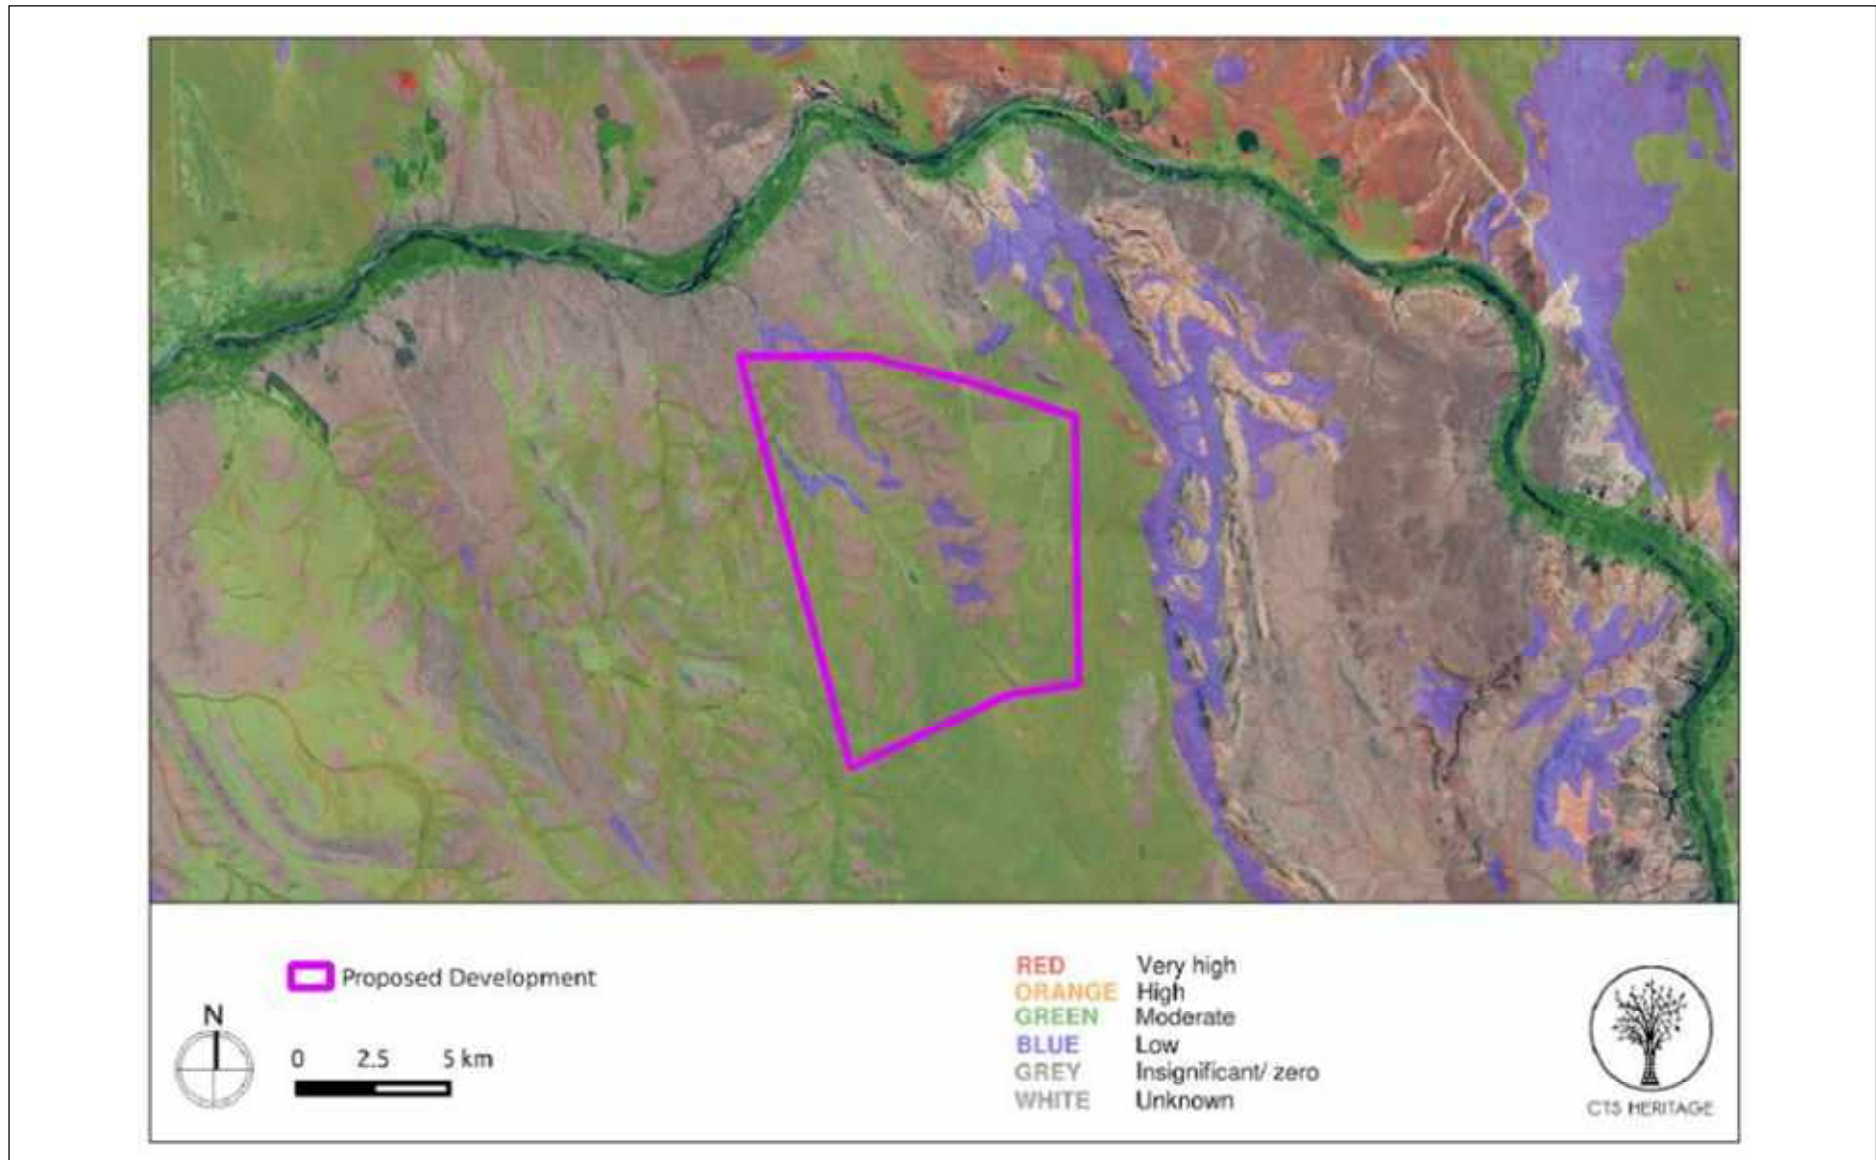 Proposed Development
N
0 2.5 5 km
RED Very high
ORANGE High
GREEN Moderate
BLUE Low
GREY Insignificant/ zero
WHITE Unknown
CTS HERITAGE